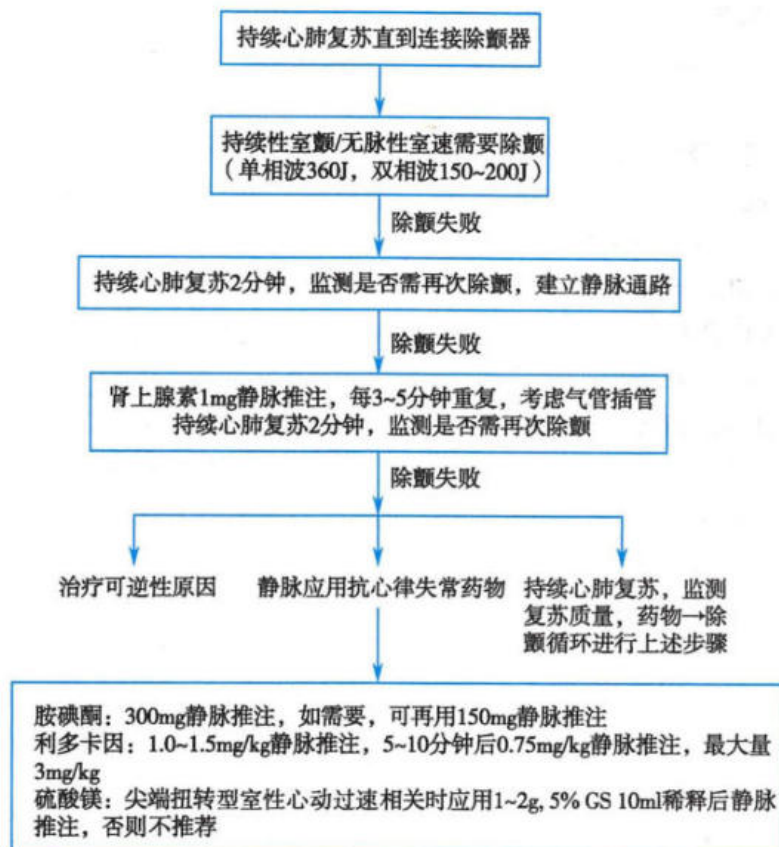 持续心肺复苏直到连接除颤器
持续性室颤/无脉性室速需要除颤
（单相波360J，双相波150~200J）
除颤失败
持续心肺复苏2分钟，监测是否需再次除颤，建立静脉通路
除颤失败
肾上腺素1mg静脉推注，每3~5分钟重复，考虑气管插管
持续心肺复苏2分钟，监测是否需再次除颤
除颤失败
治疗可逆性原因
静脉应用抗心律失常药物
持续心肺复苏，监测
复苏质量，药物→除
颤循环进行上述步骤
胺碘酮：300mg静脉推注，如需要，可再用150mg静脉推注
利多卡因：1.0~1.5mg/kg静脉推注，5~10分钟后0.75mg/kg静脉推注，最大量
3mg/kg
硫酸镁：尖端扭转型室性心动过速相关时应用1~2g, 5% GS 10ml稀释后静脉
推注，否则不推荐